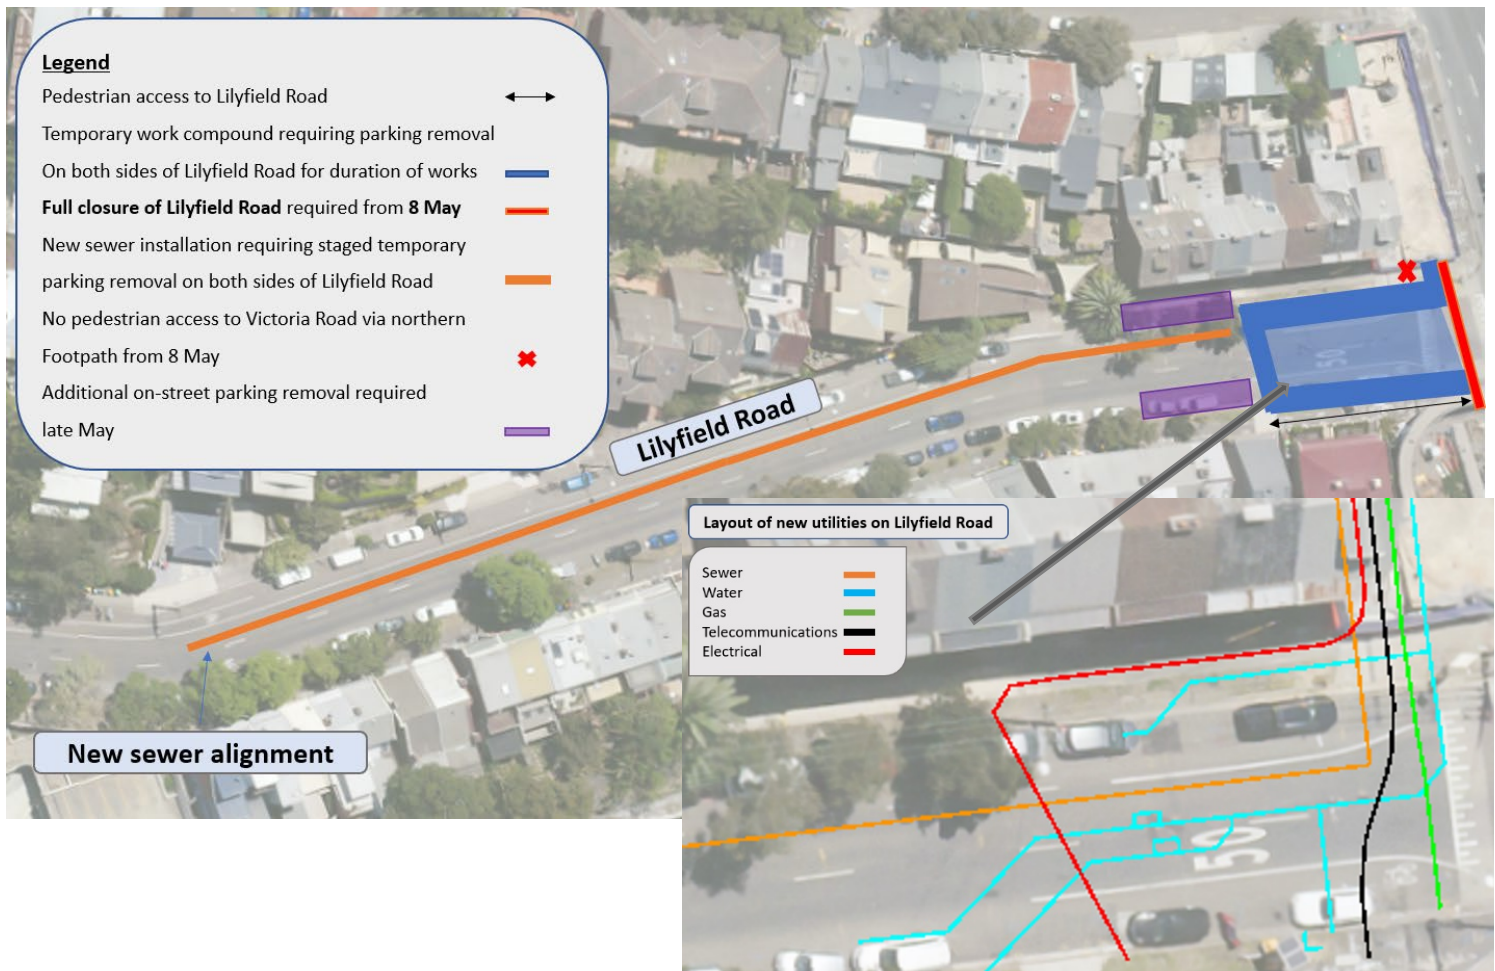 Legend
Pedestrian access to Lilyfield Road
Temporary work compound requiring parking removal
On both sides of Lilyfield Road for duration of works
Full closure of Lilyfield Road required from 8 May
New sewer installation requiring staged temporary
parking removal on both sides of Lilyfield Road
No pedestrian access to Victoria Road via northern
Footpath from 8 May
Additional on-street parking removal required
late May
Lilyfield Road
50
New sewer alignment
Layout of new utilities on Lilyfield Road
Sewer
Water
Gas
Telecommunications
Electrical
50